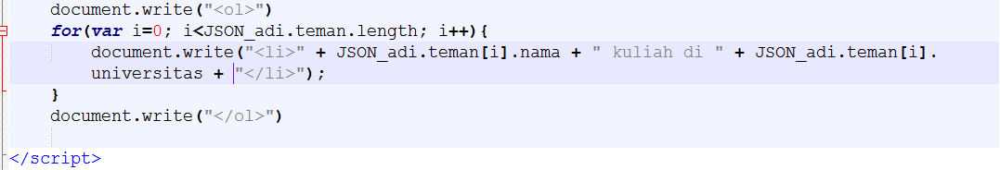 document.write("<ol>")
for(var i=0; i<JSON_adi.teman.length; i++){
document.write("<li>" + JSON_adi.teman[i].nama + " kuliah di " + JSON_adi.teman[i].
universitas + "</li>");
}
document.write("</ol>")
</script>